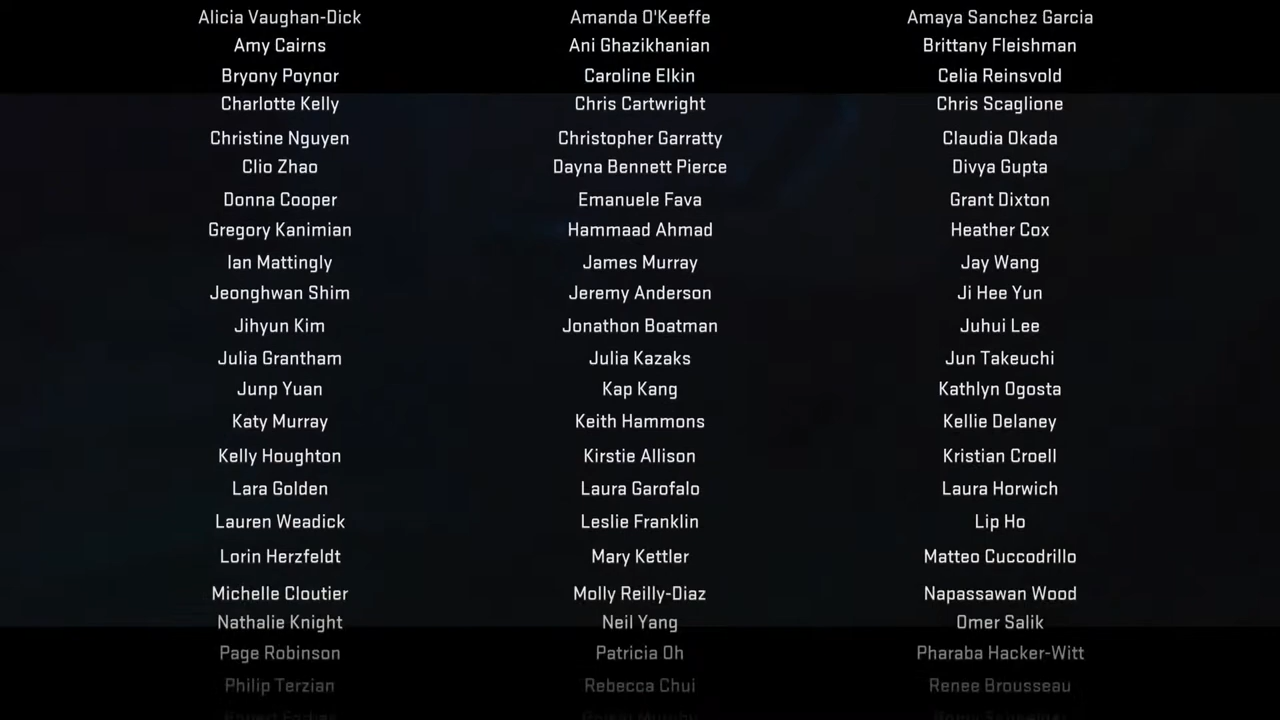 Alicia Vaughan-Dick Amanda O'Keeffe Amaya Sanchez Garcia
Amy Cairns Ani Ghazikhanian Brittany Fleishman
Bryony Poynor Caroline Elkin Celia Reinsvold
Charlotte Kelly Chris Cartwright Chris Scaglione
Christine Nguyen Christopher Garratty Claudia Okada
Clio Zhao Dayna Bennett Pierce Divya Gupta
Donna Cooper Emanuele Fava Grant Dixton
Gregory Kanimian Hammaad Ahmad Heather Cox
Ian Mattingly James Murray Jay Wang
Jeonghwan Shim Jeremy Anderson Ji Hee Yun
Jihyun Kim Jonathon Boatman Juhui Lee
Julia Grantham Julia Kazaks Jun Takeuchi
Junp Yuan Kap Kang Kathlyn Ogosta
Katy Murray Keith Hammons Kellie Delaney
Kelly Houghton Kirstie Allison Kristian Croell
Lara Golden Laura Garofalo Laura Horwich
Lauren Weadick Leslie Franklin Lip Ho
Lorin Herzfeldt Mary Kettler Matteo Cuccodrillo
Michelle Cloutier Molly Reilly-Diaz Napassawan Wood
Nathalie Knight Neil Yang Omer Salik
Page Robinson Patricia Oh Pharaba Hacker-Witt
Philip Terzian Rebecca Chui Renee Brousseau